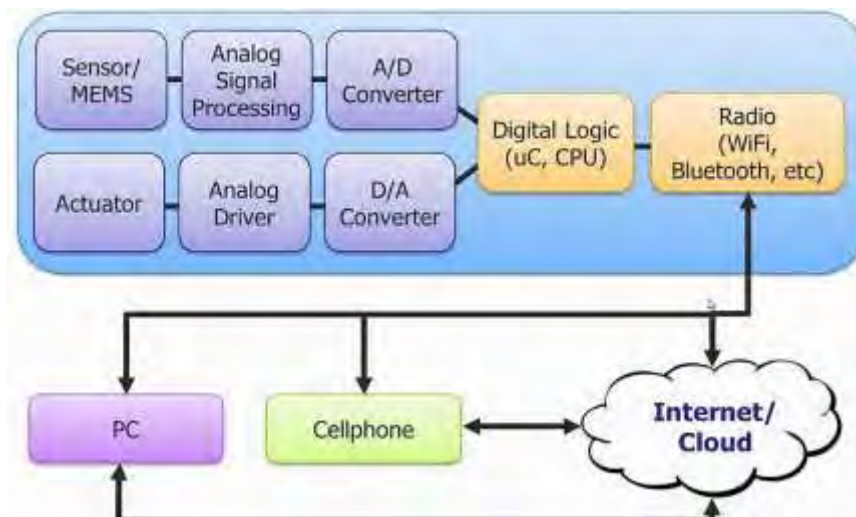 Sensor/
MEMS
Analog
Signal
Processing
A/D
Converter
Digital Logic
(uC, CPU)
Radio
(WiFi,
Bluetooth, etc)
Actuator
Analog
Driver
D/A
Converter
PC
Cellphone
Internet/
Cloud